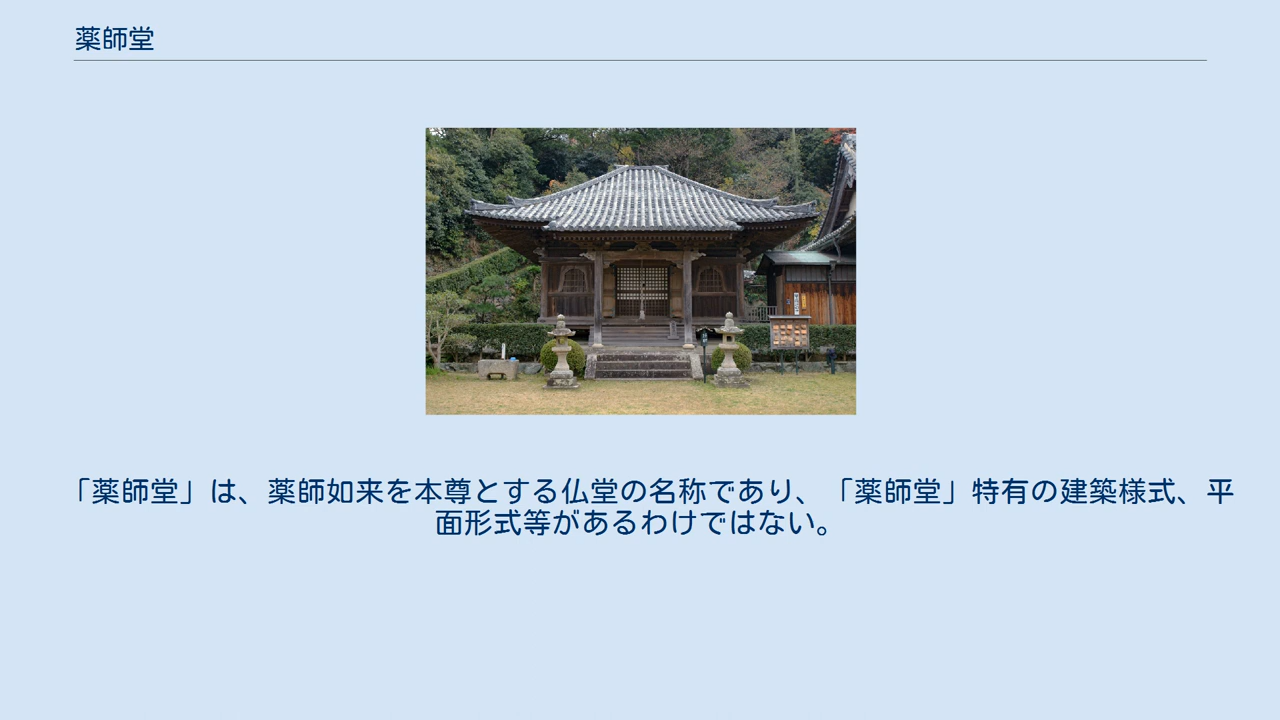 薬師堂
「薬師堂」は、薬師如来を本尊とする仏堂の名称であり、「薬師堂」特有の建築様式、平
面形式等があるわけではない。